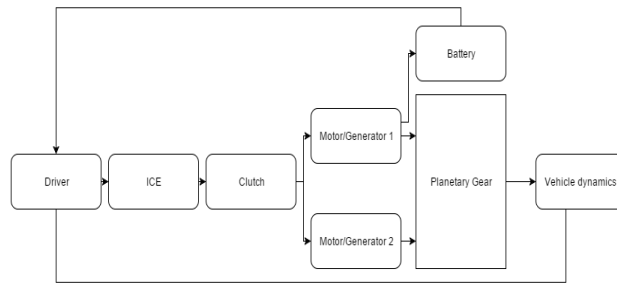 Battery
Motor/Generator 1
Driver
ICE
Clutch
Planetary Gear
Vehicle dynamics
Motor/Generator 2